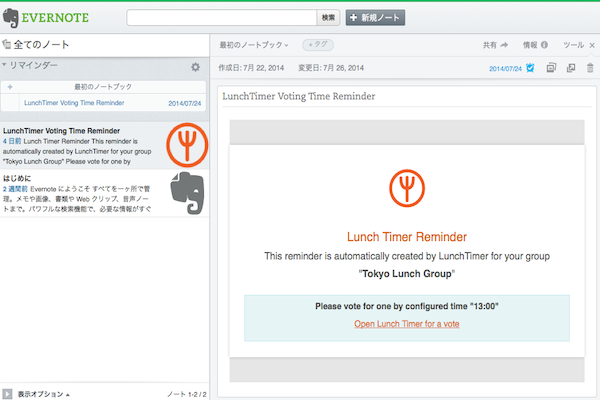 EVERNOTE
検索
新規ノート
全てのノート
リマインダー
最初のノートブック
LunchTimer Voting Time Reminder
2014/07/24
LunchTimer Voting Time Reminder
4 日前 Lunch Timer Reminder This reminder is
automatically created by LunchTimer for your group
"Tokyo Lunch Group" Please vote for one by
はじめに
2 週間前 Evernote にようこそ すべてを一ヶ所で管
理。メモや画像、書類や Web クリップ、音声ノー
トまで。パワフルな検索機能で、必要な情報がすぐ
表示オプション
ノート 1-2 / 2
最初のノートブック
+タグ
共有
情報
ツール
作成日: 7月 22, 2014
変更日: 7月 26, 2014
2014/07/24
LunchTimer Voting Time Reminder
Lunch Timer Reminder
This reminder is automatically created by LunchTimer for your group
"Tokyo Lunch Group"
Please vote for one by configured time "13:00"
Open Lunch Timer for a vote